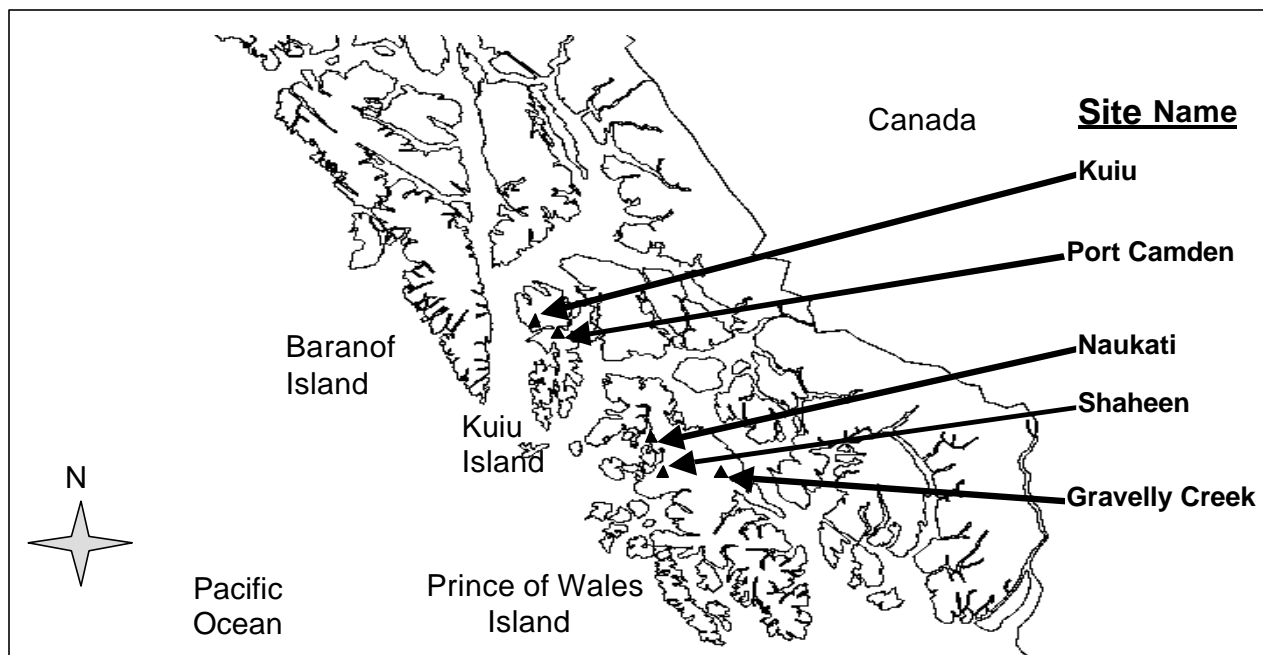 Canada
Site Name
Kuiu
Port Camden
Naukati
Shaheen
Gravelly Creek
Baranof
Island
Kuiu
Island
N
Prince of Wales
Island
Pacific
Ocean